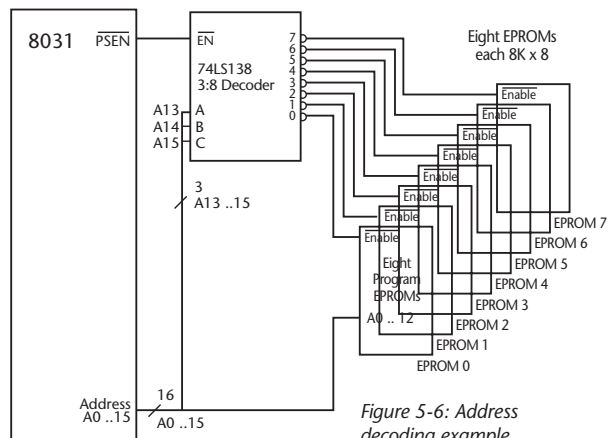 8031
PSEN
EN
74LS138
3:8 Decoder
A13
A14
A15
A
B
C
7
6
5
4
3
2
1
0
3
A13 ..15
Eight EPROMs
each 8K x 8
Enable
Enable
Enable
Enable
Enable
Enable
Enable
Enable
EPROM 7
EPROM 6
EPROM 5
EPROM 4
EPROM 3
EPROM 2
EPROM 1
EPROM 0
Eight
Program
EPROMs
A0 .. 12
Address
A0 ..15
16
A0 ..15
Figure 5-6: Address
decoding example